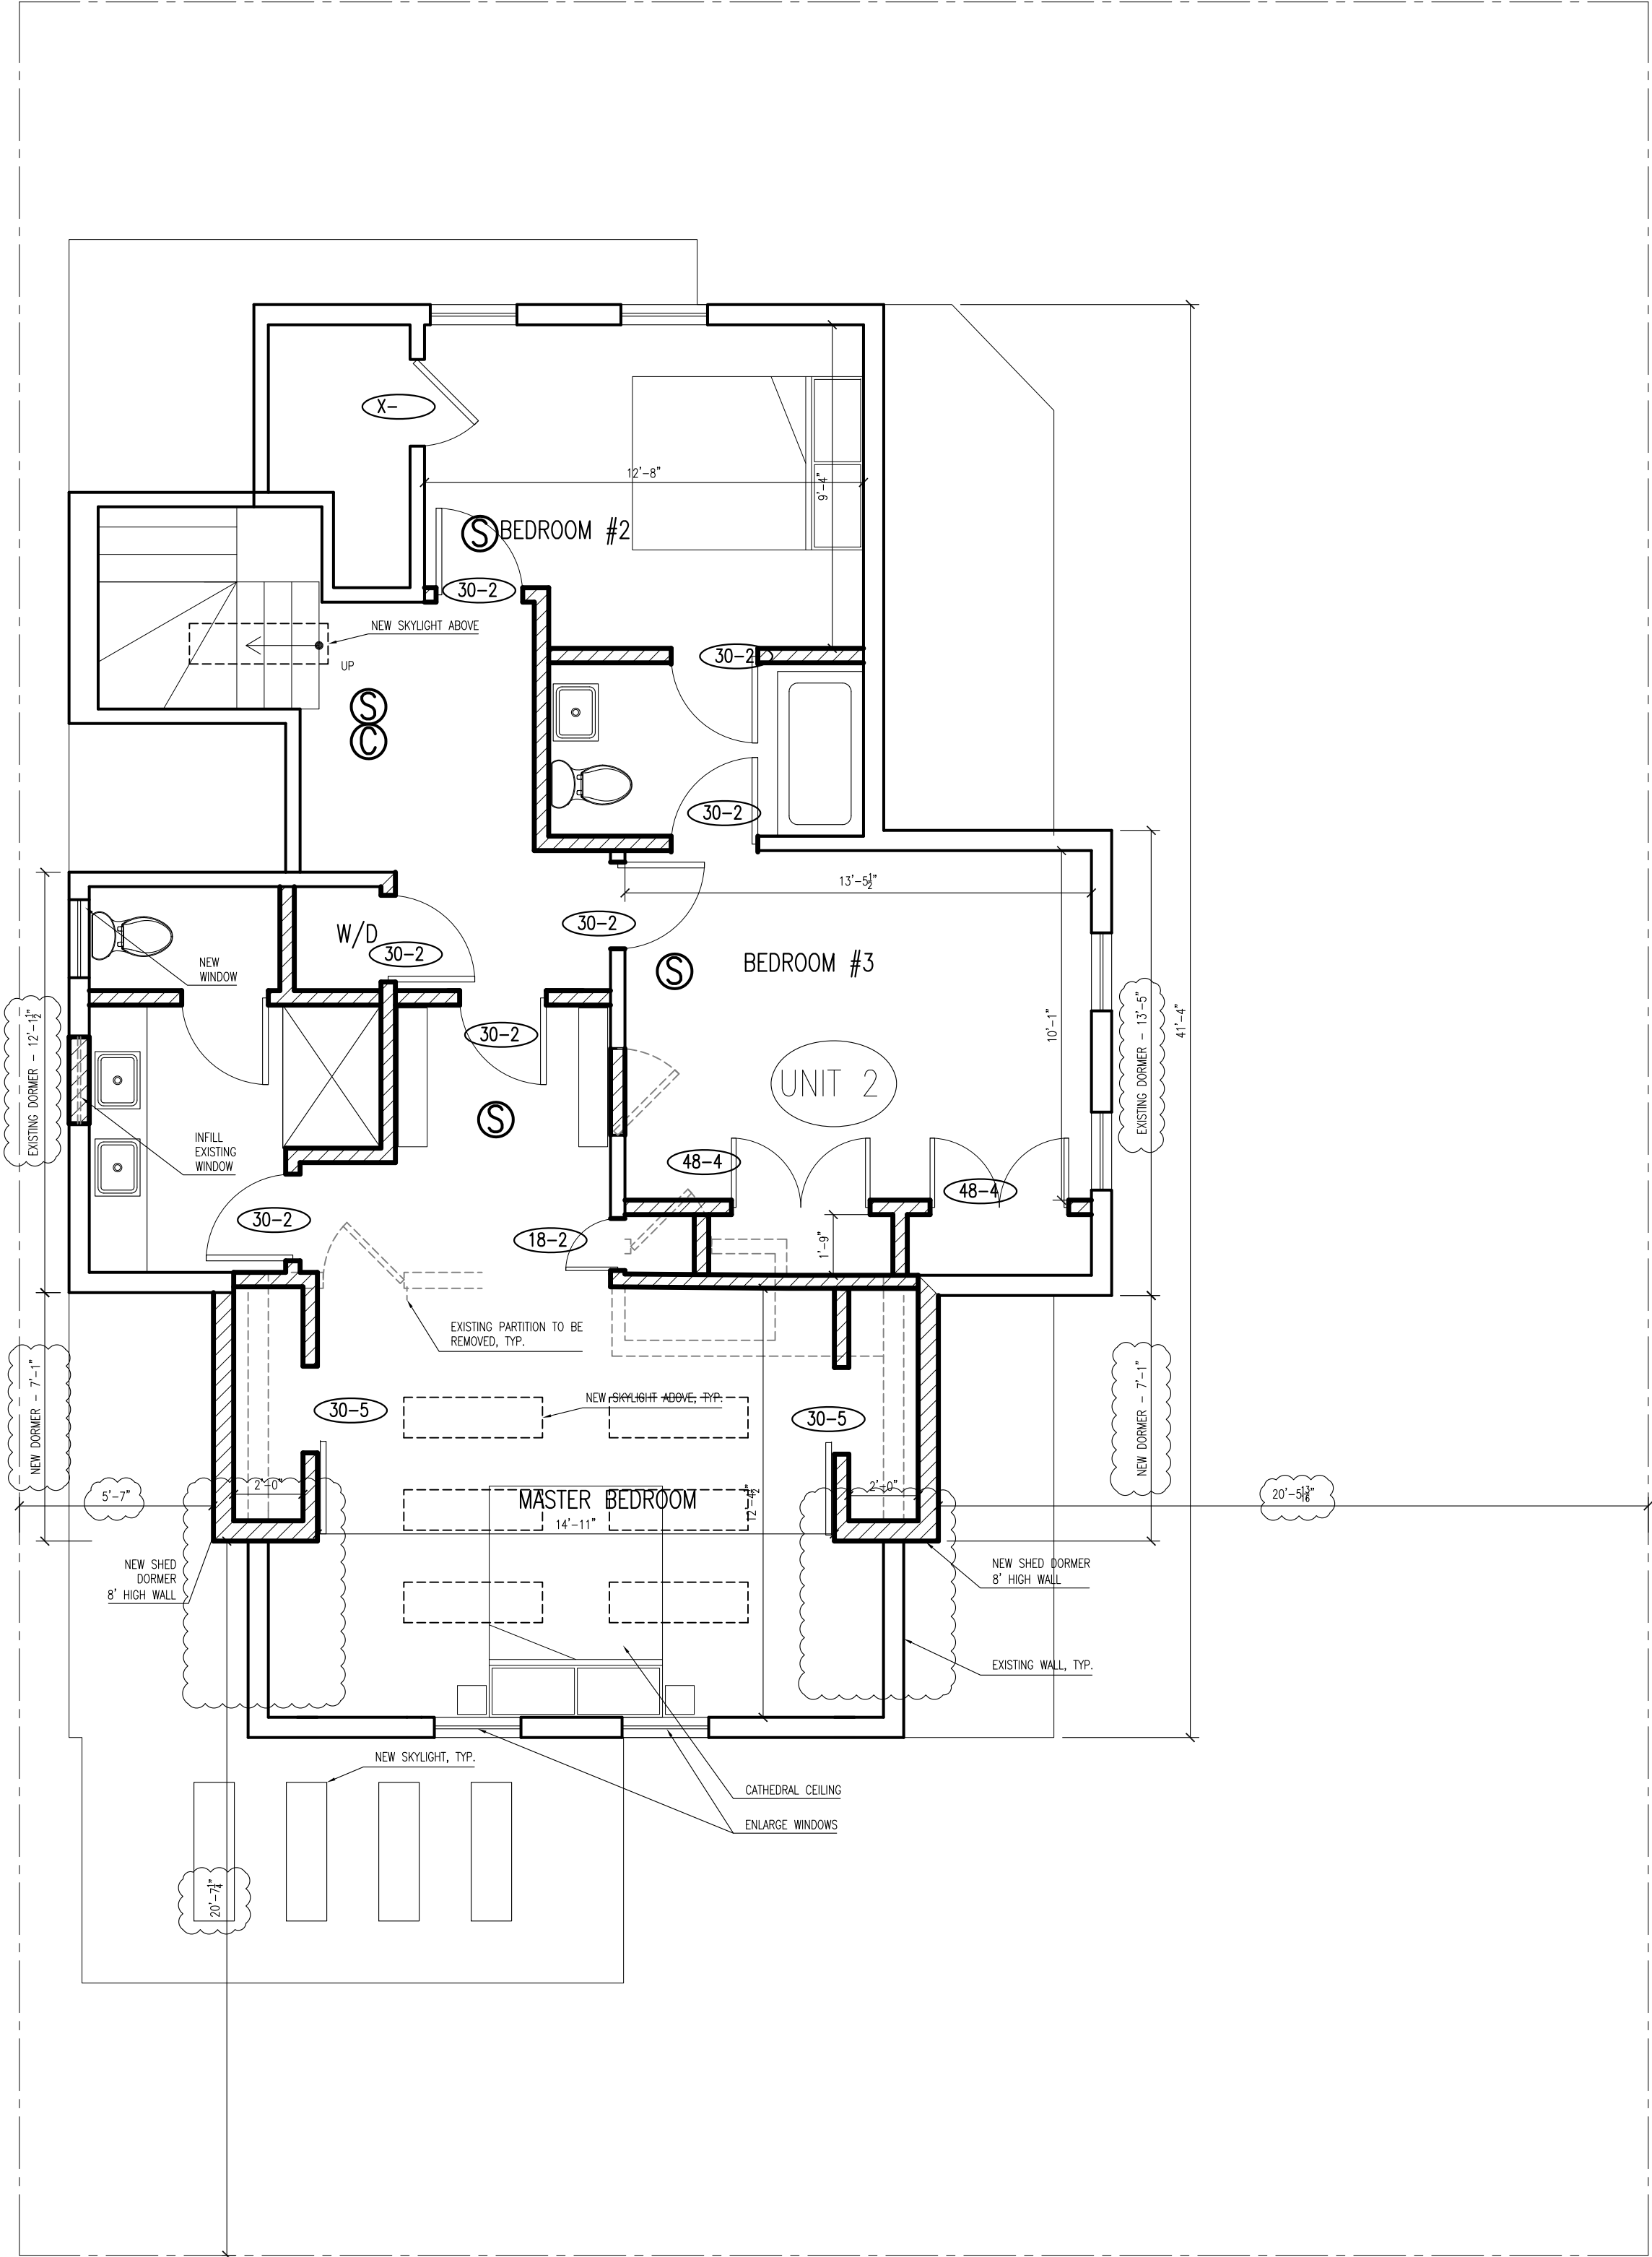 X-
12'-8"
9'-4"
S
BEDROOM #2
30-2
NEW SKYLIGHT ABOVE
UP
30-2
S
C
30-2
13'-5½"
30-2
W/D
30-2
BEDROOM #3
S
NEW
WINDOW
EXISTING DORMER - 12'-1½"
10'-1"
EXISTING DORMER - 13'-5"
41'-4"
30-2
UNIT 2
S
INFILL
EXISTING
WINDOW
48-4
48-4
30-2
18-2
1'-9"
EXISTING PARTITION TO BE
REMOVED, TYP.
NEW DORMER - 7'-1"
NEW DORMER - 7'-1"
NEW SKYLIGHT ABOVE, TYP.
30-5
30-5
5'-7"
2'-0"
MASTER BEDROOM
12'-4½"
2'-0"
20'-5 13/16"
14'-11"
NEW SHED
DORMER
8' HIGH WALL
NEW SHED DORMER
8' HIGH WALL
EXISTING WALL, TYP.
NEW SKYLIGHT, TYP.
CATHEDRAL CEILING
ENLARGE WINDOWS
20'-7¼"